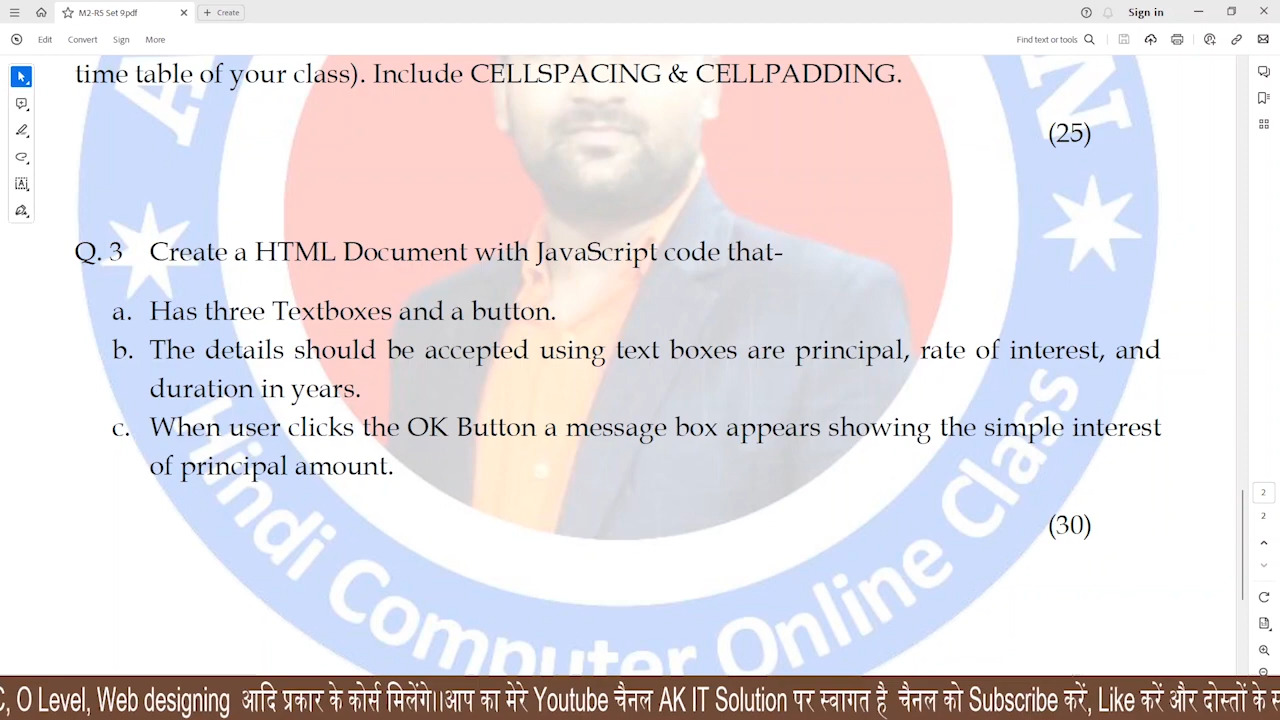 M2-R5 Set 9.pdf
Create
Sign in
Edit Convert Sign More
Find text or tools
time table of your class). Include CELLSPACING & CELLPADDING.
(25)
Q. 3 Create a HTML Document with JavaScript code that-
a. Has three Textboxes and a button.
b. The details should be accepted using text boxes are principal, rate of interest, and
duration in years.
c. When user clicks the OK Button a message box appears showing the simple interest
of principal amount.
(30)
Hindi Computer Online Class
2
2
C, O Level, Web designing आदि प्रकार के कोर्स मिलेंगे।।आप का मेरे Youtube चैनल AK IT Solution पर स्वागत है चैनल को Subscribe करें, Like करें और दोस्तों के